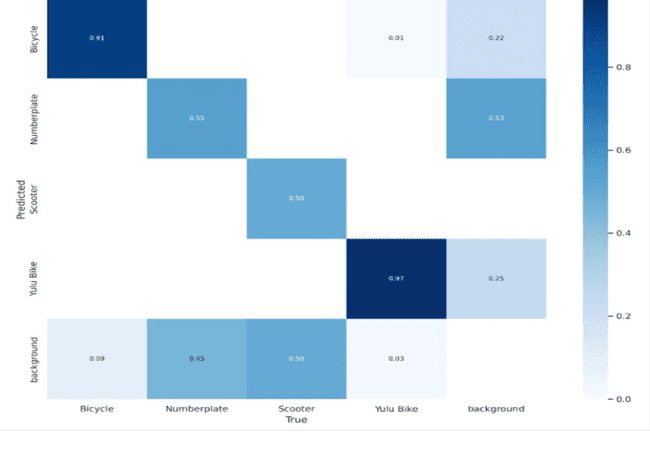 Bicycle
0.91
0.01
0.22
0.8
Numberplate
0.55
0.53
0.6
Predicted
Scooter
0.50
0.4
Yulu Bike
0.97
0.25
0.2
background
0.09
0.45
0.50
0.03
0.0
Bicycle Numberplate Scooter Yulu Bike background
True